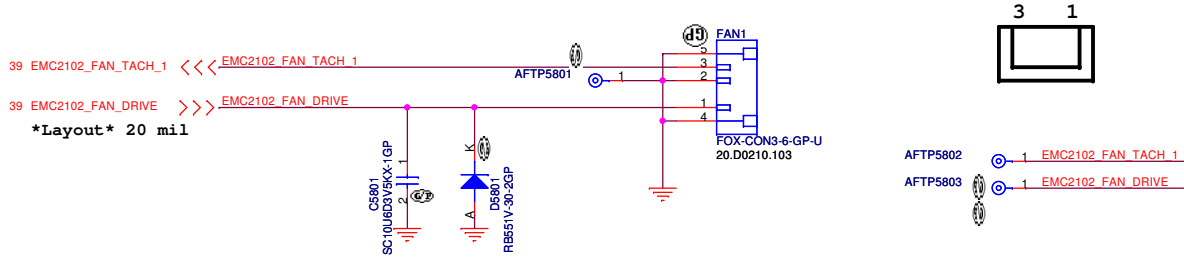 3 1
FAN1
GP
5
39 EMC2102_FAN_TACH_1 EMC2102_FAN_TACH_1 3
AFTP5801 1 2
39 EMC2102_FAN_DRIVE EMC2102_FAN_DRIVE 1
*Layout* 20 mil
4
FOX-CON3-6-GP-U
20.D0210.103
1
2
C5801
SC10U6D3V5KX-1GP
K
A
D5801
RB551V-30-2GP
AFTP5802 1 EMC2102_FAN_TACH_1
AFTP5803 1 EMC2102_FAN_DRIVE